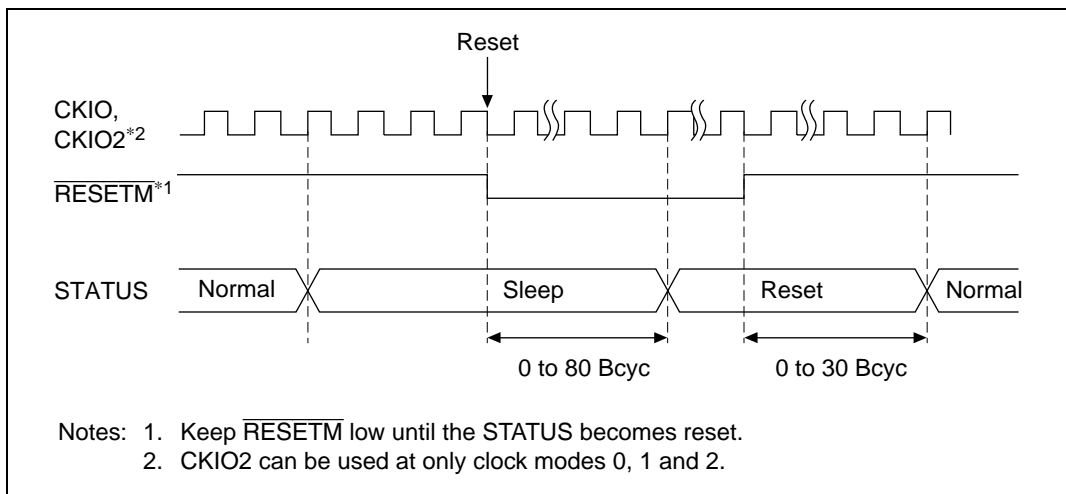 Reset
CKIO,
CKIO2*2
RESETM*1
STATUS Normal Sleep Reset Normal
0 to 80 Bcyc 0 to 30 Bcyc
Notes: 1. Keep RESETM low until the STATUS becomes reset.
2. CKIO2 can be used at only clock modes 0, 1 and 2.